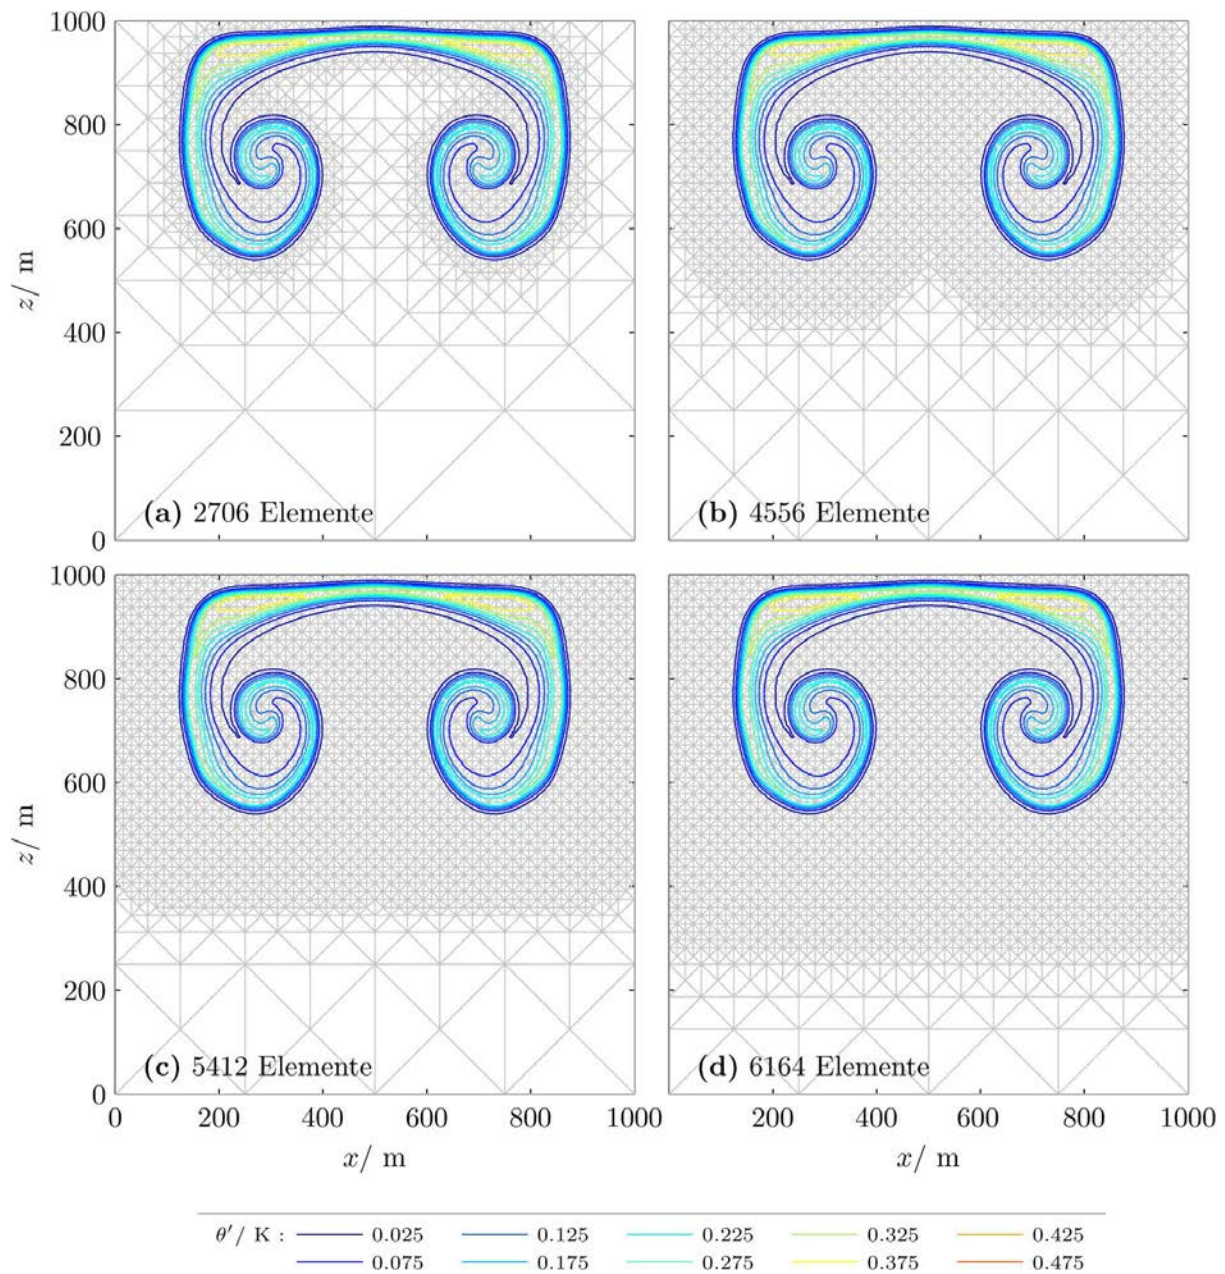 1000
800
600
400
200
0
z/ m
(a) 2706 Elemente
(b) 4556 Elemente
1000
800
600
400
200
0
z/ m
(c) 5412 Elemente
(d) 6164 Elemente
0 200 400 600 800 1000
200 400 600 800 1000
x/ m
x/ m
θ′/ K : 0.025 0.125 0.225 0.325 0.425
0.075 0.175 0.275 0.375 0.475